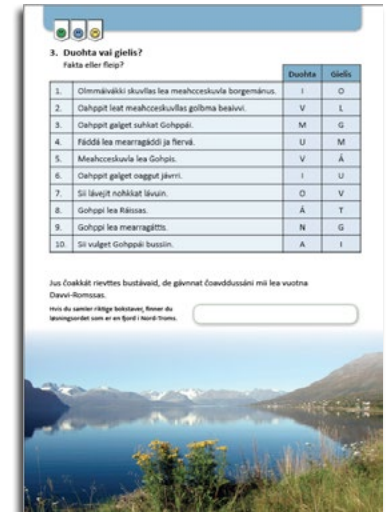 3. Duohta vai gielis?
Fakta eller fleip?
Duohta Gielis
1. Olmmáivákki skuvllas lea meahcceskuvla borgemánus. I O
2. Oahppit leat meahcceskuvllas golbma beaivvi. V L
3. Oahppit galget suhkat Gohppái. M G
4. Fáddá lea mearragáddi ja fiervá. U M
5. Meahcceskuvla lea Gohpis. V Á
6. Oahppit galget oaggut jávrri. I U
7. Sii lávejit nohkkat lávuin. O V
8. Gohppi lea Ráissas. Á T
9. Gohppi lea mearragáttis. N G
10. Sii vulget Gohppái bussiin. A I
Jus čoakkát rievttes bustávaid, de gávnnat čoavddussáni mii lea vuotna
Davvi-Romssas.
Hvis du samler riktige bokstaver, finner du
løsningsordet som er en fjord i Nord-Troms.